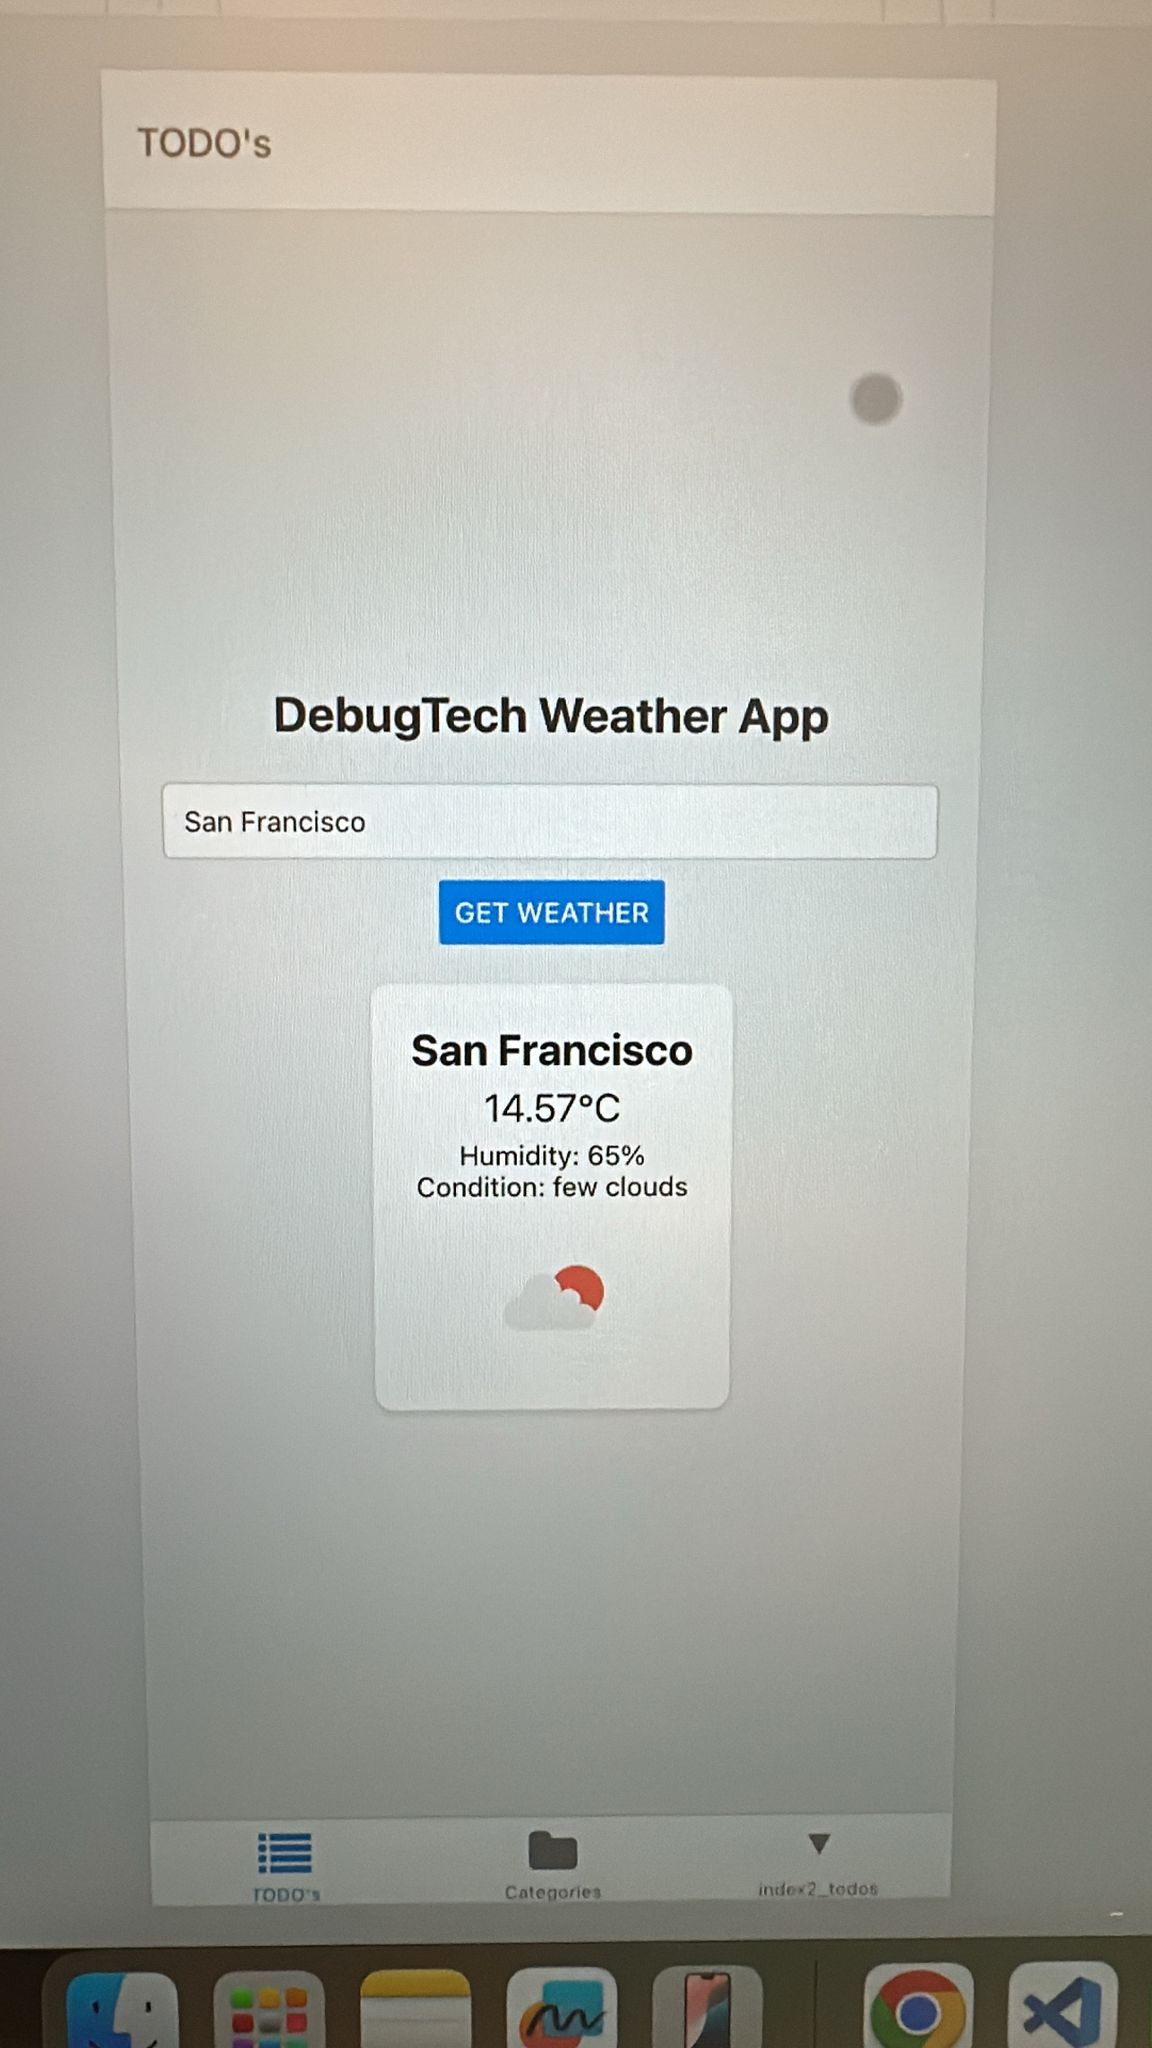 TODO's
DebugTech Weather App
San Francisco
GET WEATHER
San Francisco
14.57°C
Humidity: 65%
Condition: few clouds
TODO's
Categories
index2_todos